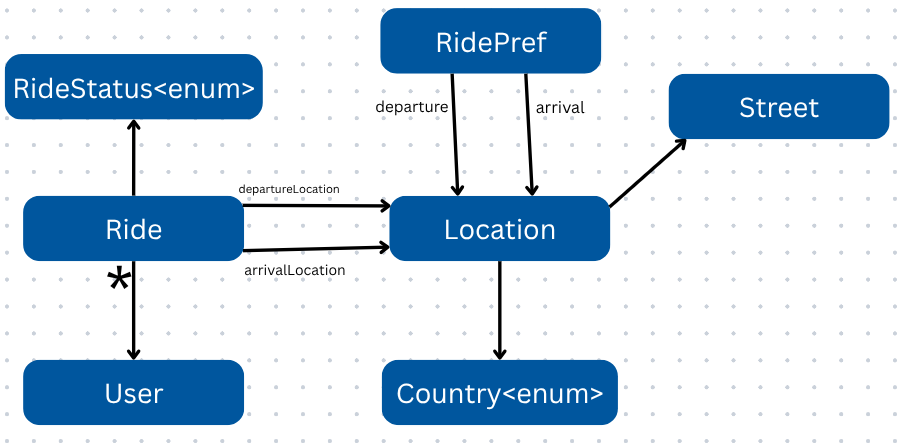 RidePref
RideStatus<enum>
departure
arrival
Street
departureLocation
Ride
Location
arrivalLocation
*
User
Country<enum>